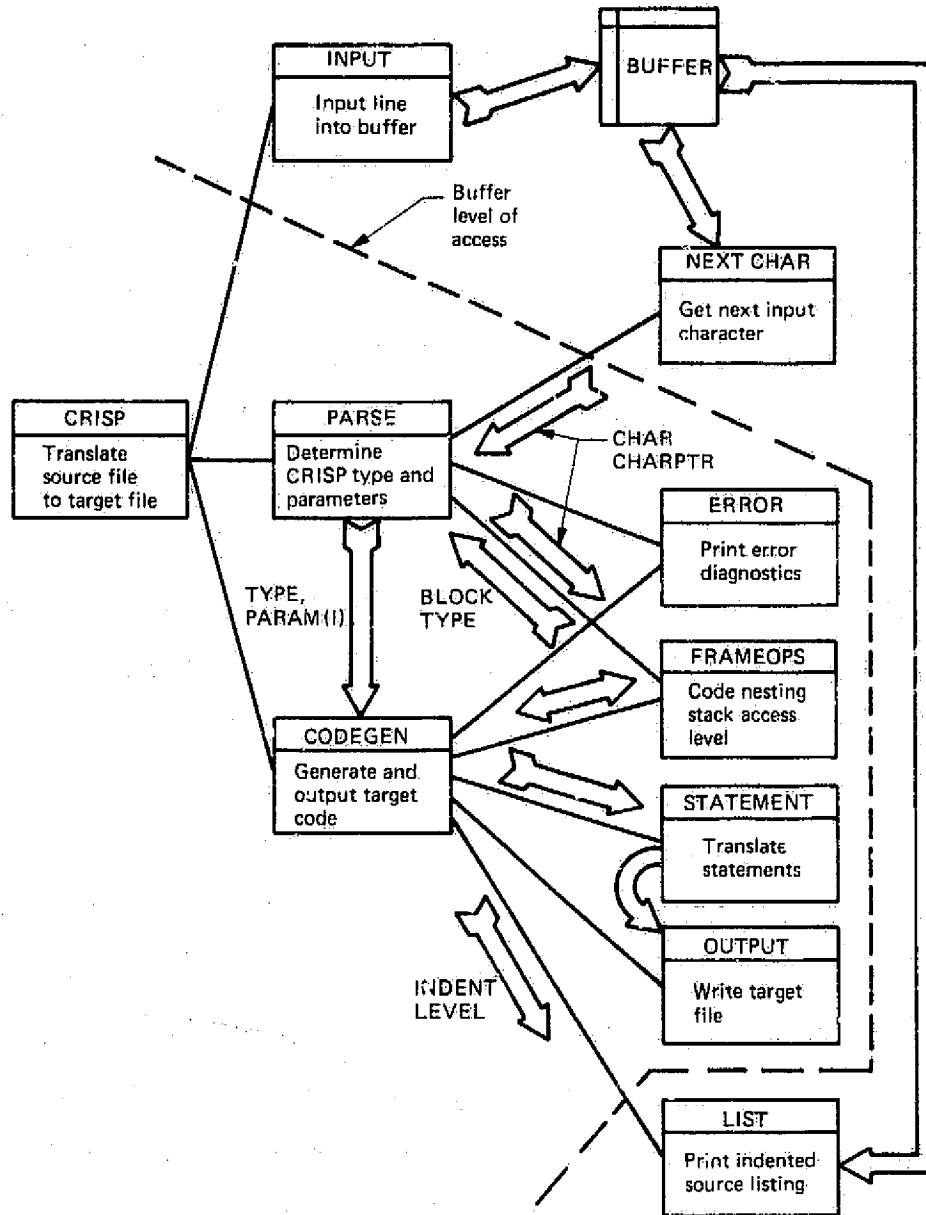 INPUT
Input line
into buffer
BUFFER
Buffer
level of
access
NEXT CHAR
Get next input
character
CRISP
Translate
source file
to target file
PARSE
Determine
CRISP type and
parameters
CHAR
CHARPTR
ERROR
Print error
diagnostics
TYPE,
PARAM(I)
BLOCK
TYPE
FRAMEOPS
Code nesting
stack access
level
CODEGEN
Generate and
output target
code
STATEMENT
Translate
statements
OUTPUT
Write target
file
INDENT
LEVEL
LIST
Print indented
source listing